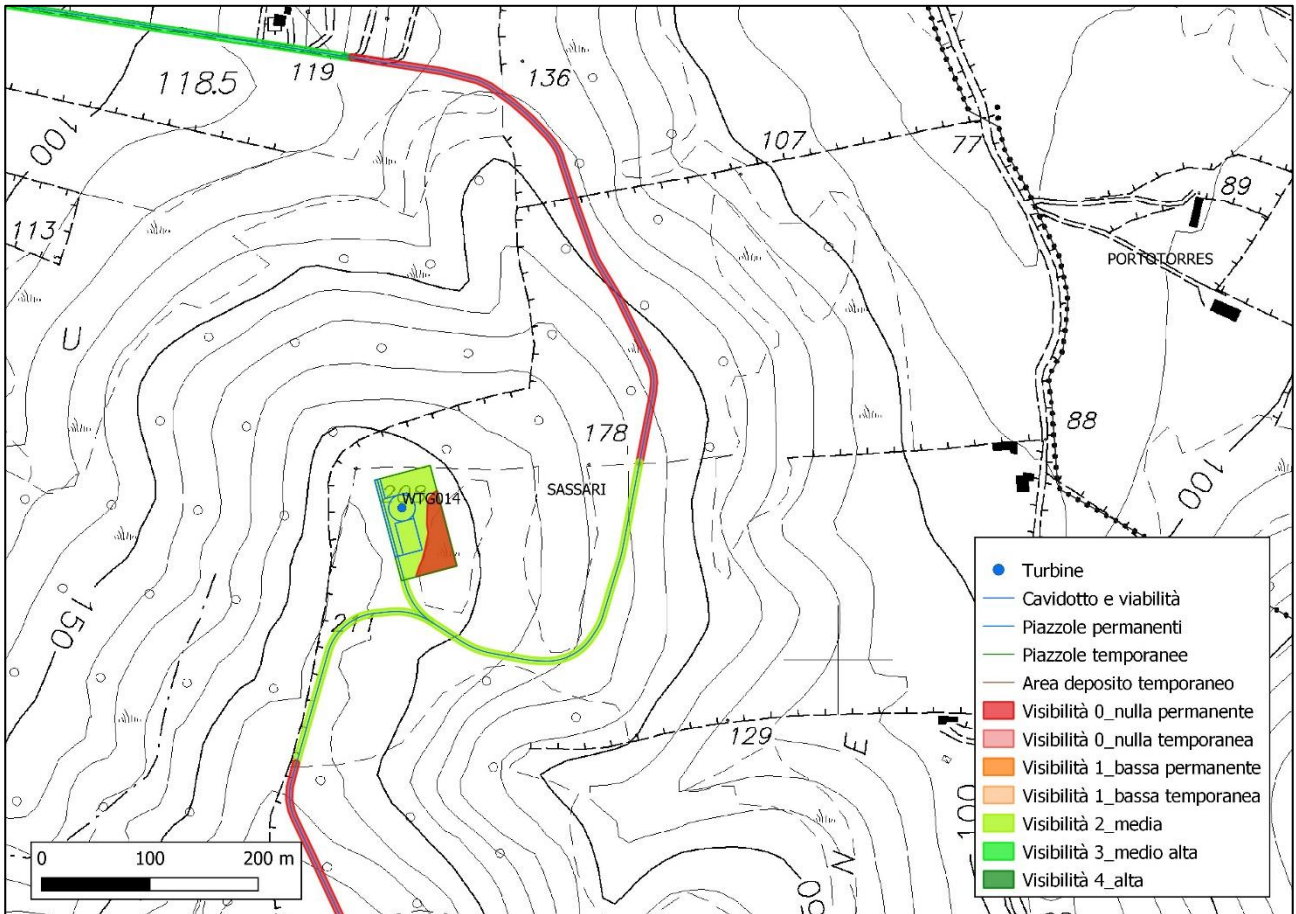 119
136
118.5
100
107
77
89
113
PORTOTORRES
U
178
88
208
WTG014
SASSARI
100
150
Turbine
Cavidotto e viabilità
Piazzole permanenti
Piazzole temporanee
Area deposito temporaneo
Visibilità 0_nulla permanente
Visibilità 0_nulla temporanea
Visibilità 1_bassa permanente
Visibilità 1_bassa temporanea
Visibilità 2_media
Visibilità 3_medio alta
Visibilità 4_alta
129
E
100
N
0 100 200 m